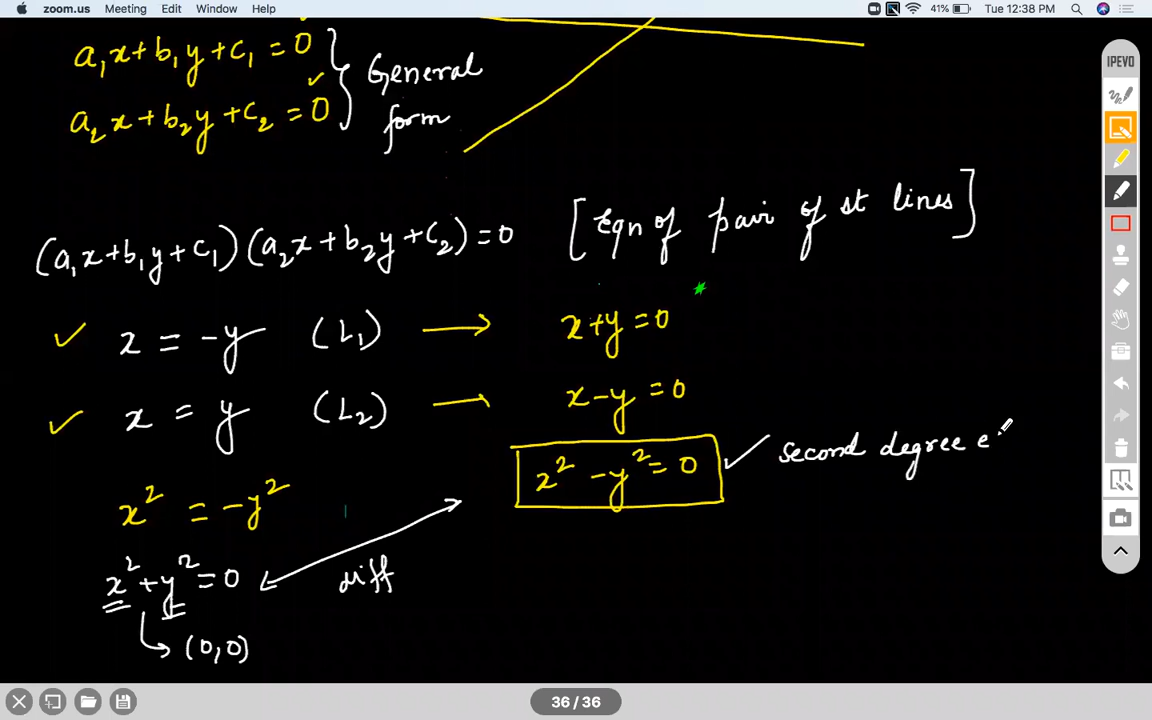 zoom.us Meeting Edit Window Help 41% Tue 12:38 PM
IPEVO
a₁x + b₁y + c₁ = 0
a₂x + b₂y + c₂ = 0
General
form
(a₁x + b₁y + c₁)(a₂x + b₂y + c₂) = 0 [Eqn of pair of st lines]
x = -y (L₁) → x + y = 0
x = y (L₂) → x - y = 0
x² - y² = 0 second degree e
x² = -y²
x² + y² = 0 diff
(0,0)
36 / 36